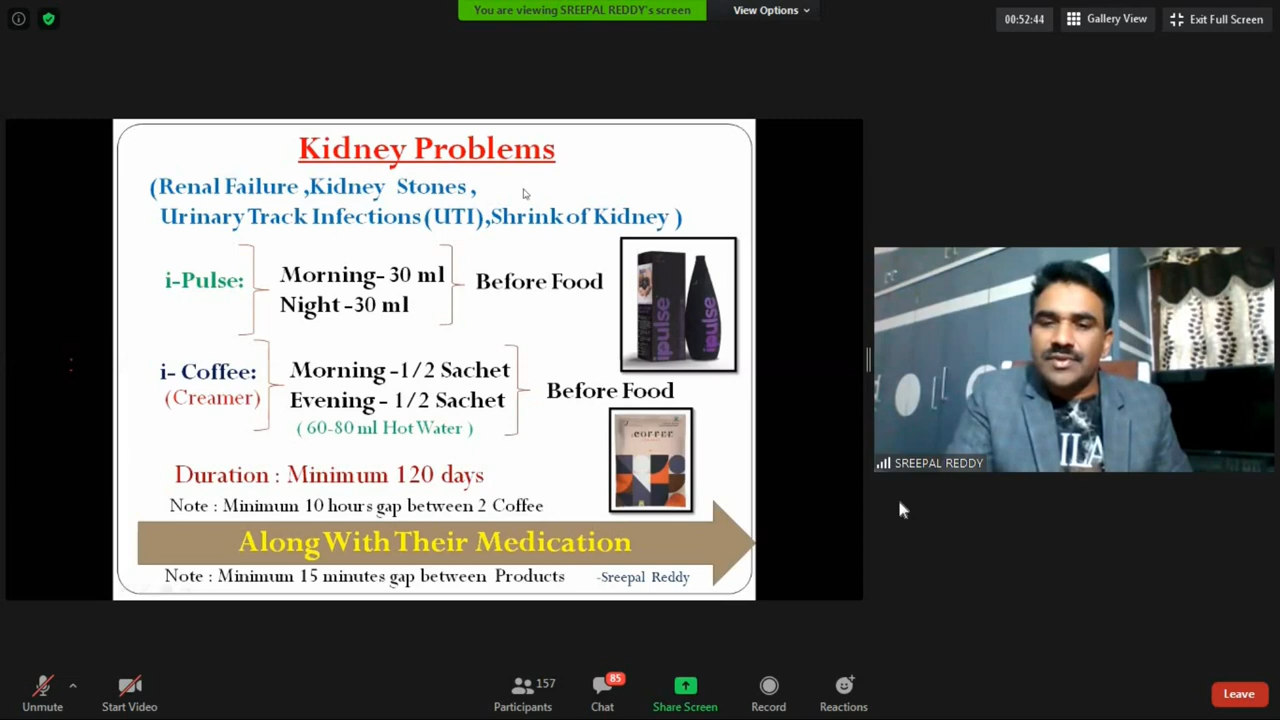 You are viewing SREEPAL REDDY's screen
View Options
00:52:44
Gallery View
Exit Full Screen
Kidney Problems
(Renal Failure ,Kidney Stones ,
Urinary Track Infections (UTI),Shrink of Kidney )
i-Pulse:
Morning- 30 ml
Night -30 ml
Before Food
ipulse
ipulse
i- Coffee:
(Creamer)
Morning -1/2 Sachet
Evening - 1/2 Sachet
( 60-80 ml Hot Water )
Before Food
COFFEE
Duration : Minimum 120 days
Note : Minimum 10 hours gap between 2 Coffee
Along With Their Medication
Note : Minimum 15 minutes gap between Products
-Sreepal Reddy
SREEPAL REDDY
Unmute
Start Video
157
Participants
85
Chat
Share Screen
Record
Reactions
Leave